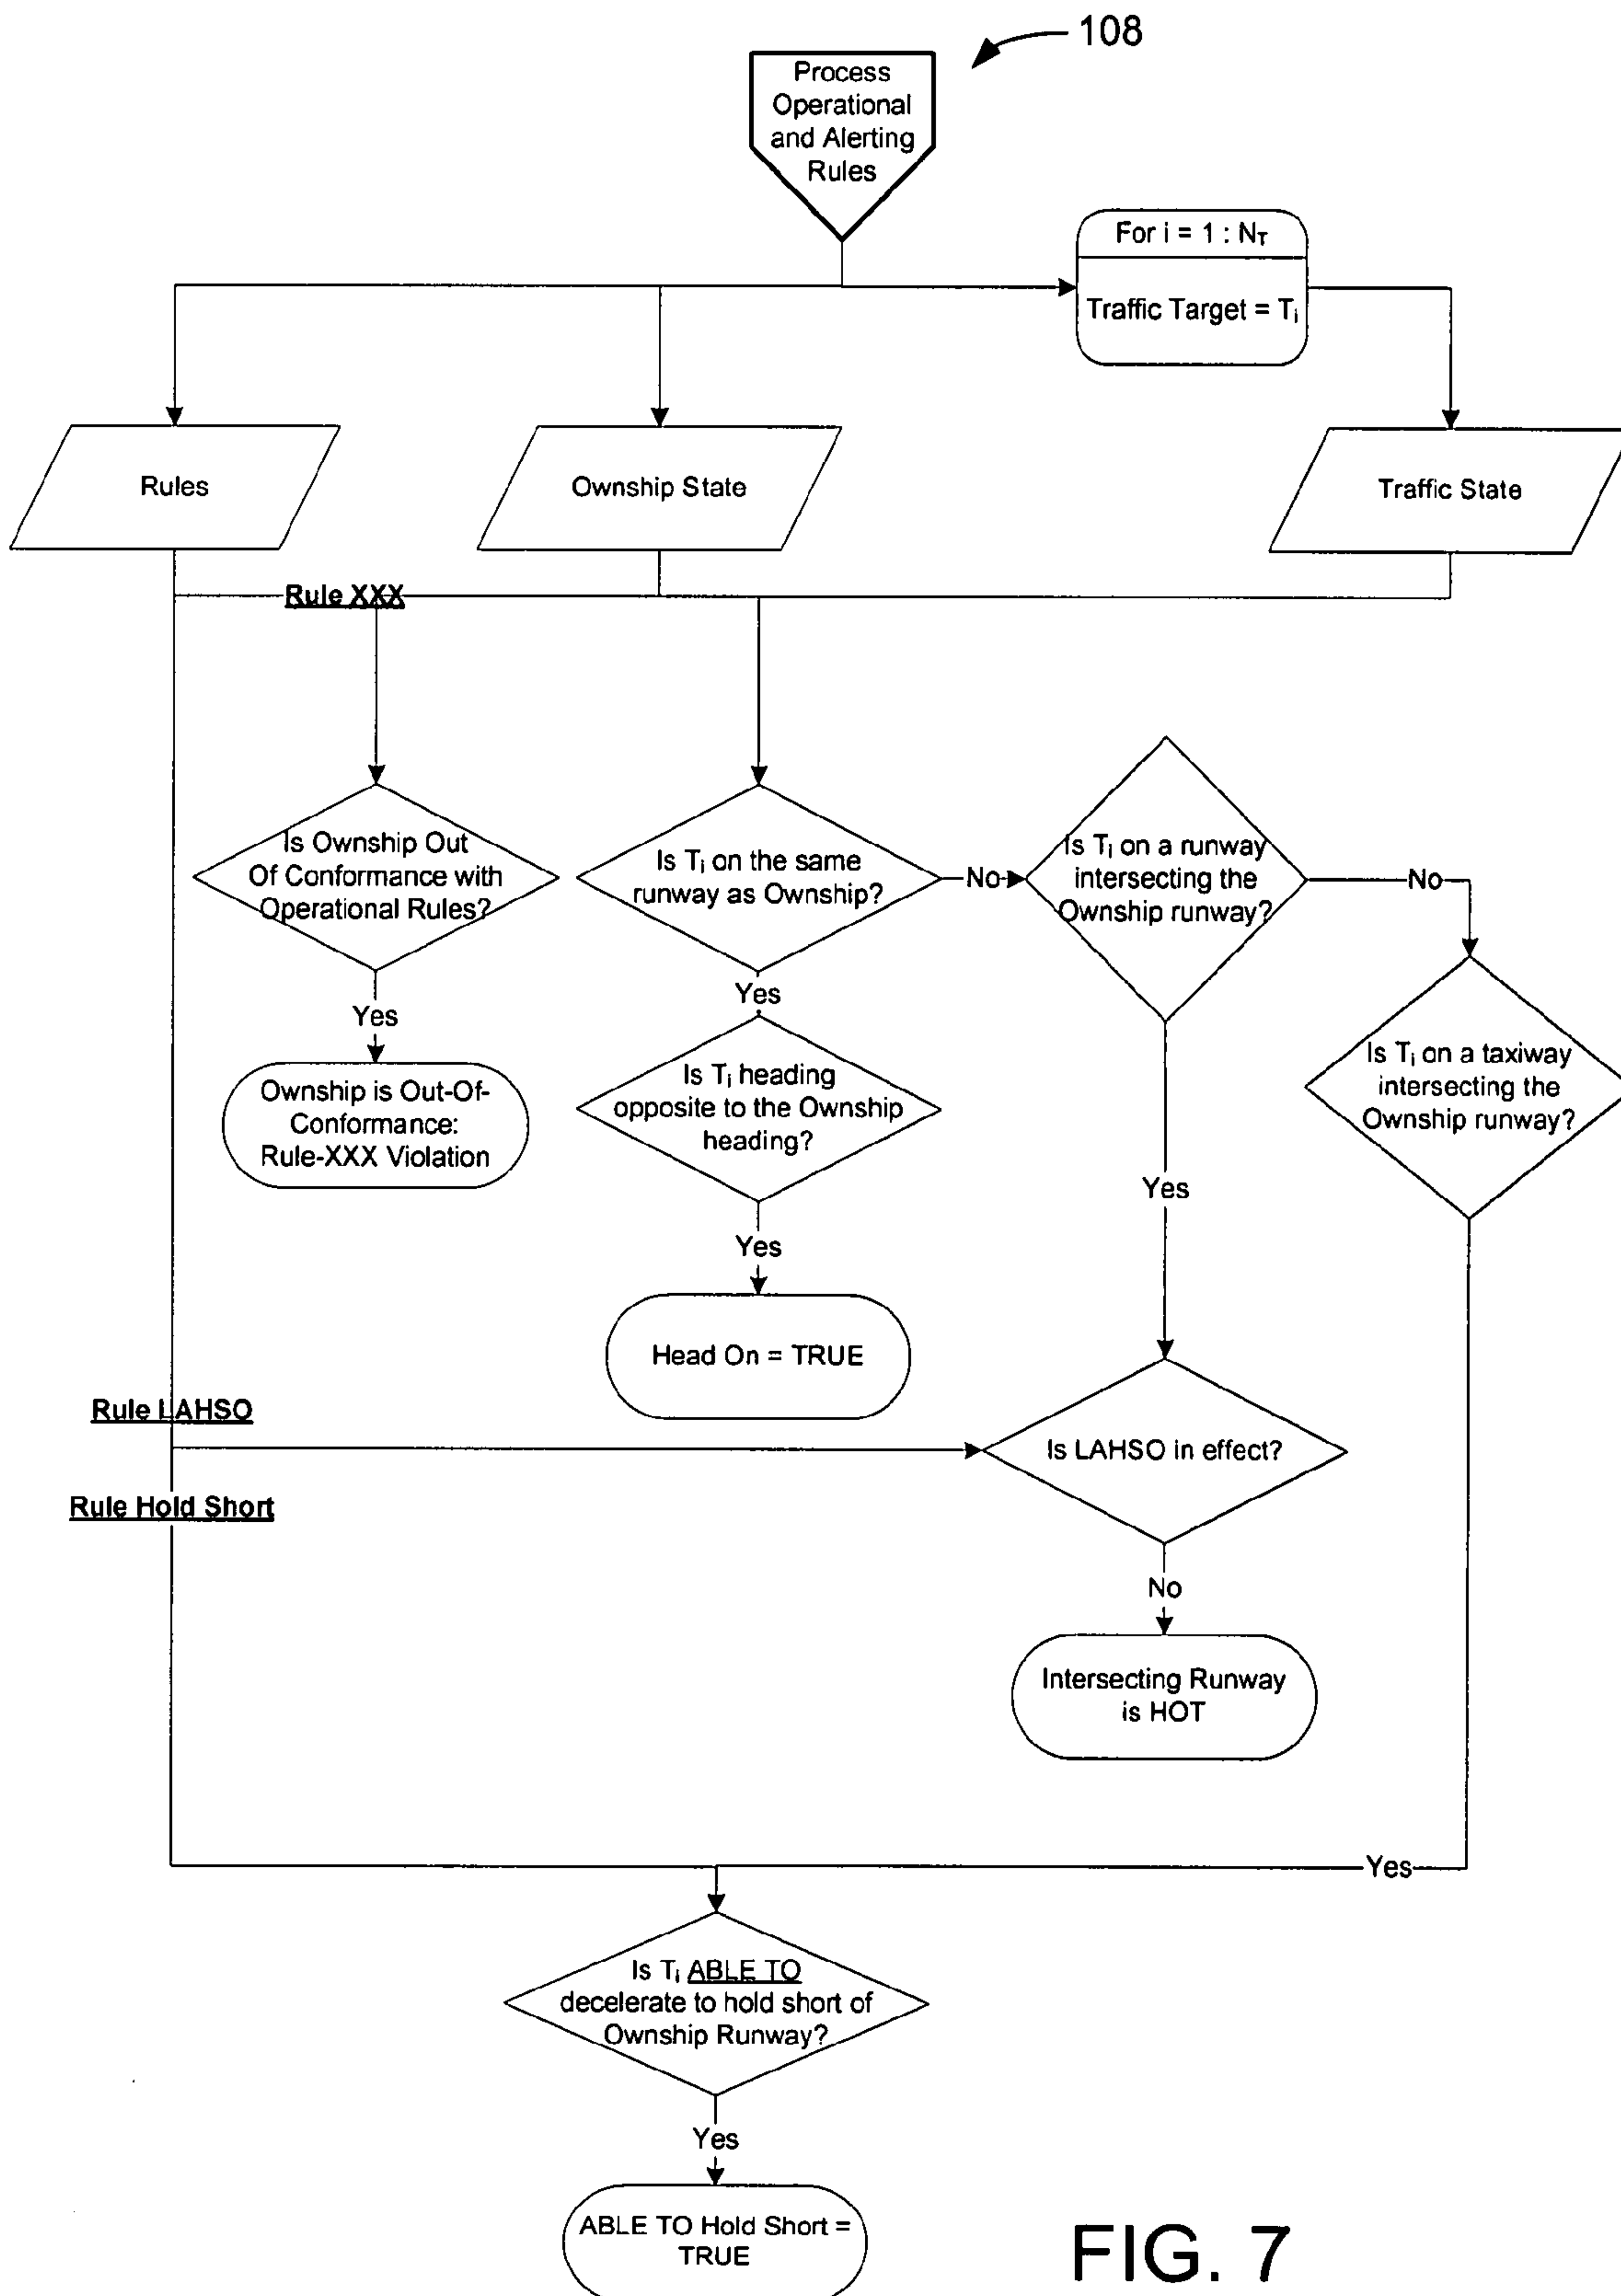 108
Process
Operational
and Alerting
Rules
For i = 1 : NT
Traffic Target = Ti
Rules
Ownship State
Traffic State
Rule XXX
Is Ownship Out
Of Conformance with
Operational Rules?
Is Ti on the same
runway as Ownship?
No
Is Ti on a runway
intersecting the
Ownship runway?
No
Yes
Yes
Is Ti on a taxiway
intersecting the
Ownship runway?
Ownship is Out-Of-
Conformance:
Rule-XXX Violation
Is Ti heading
opposite to the Ownship
heading?
Yes
Yes
Head On = TRUE
Rule LAHSO
Is LAHSO in effect?
Rule Hold Short
No
Intersecting Runway
is HOT
Yes
Is Ti ABLE TO
decelerate to hold short of
Ownship Runway?
Yes
ABLE TO Hold Short =
TRUE
FIG. 7